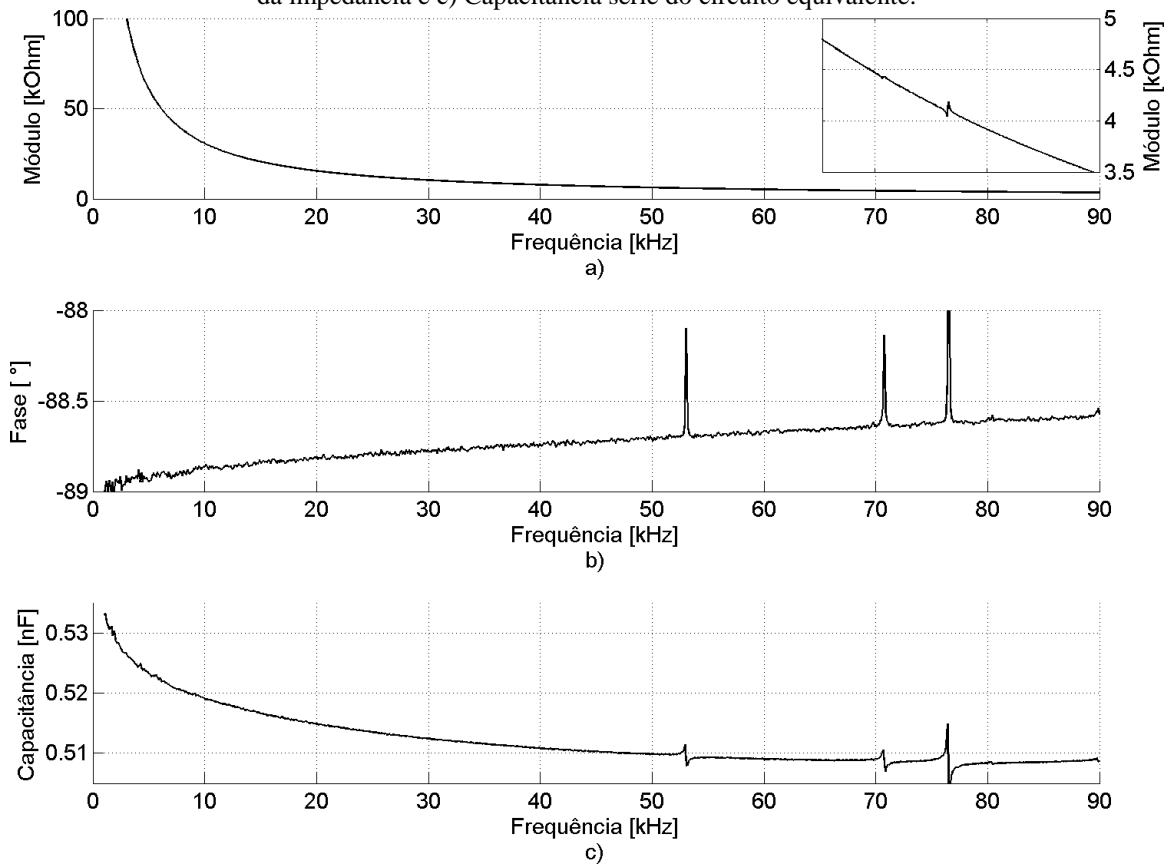 da impedância e c) Capacitância série do circuito equivalente.
100
50
0
Módulo [kOhm]
5
4.5
4
3.5
Módulo [kOhm]
0 10 20 30 40 50 60 70 80 90
Frequência [kHz]
a)
-88
-88.5
-89
Fase [ °]
0 10 20 30 40 50 60 70 80 90
Frequência [kHz]
b)
0.53
0.52
0.51
Capacitância [nF]
0 10 20 30 40 50 60 70 80 90
Frequência [kHz]
c)